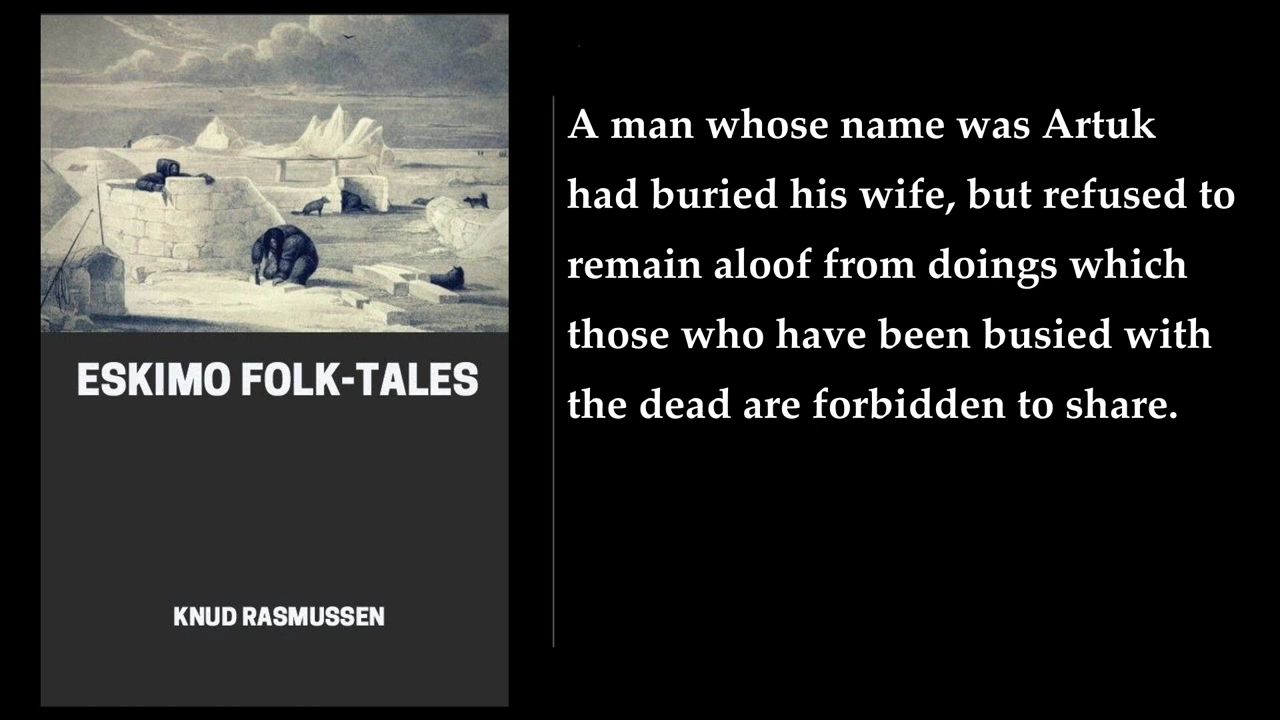 ESKIMO FOLK-TALES
KNUD RASMUSSEN
A man whose name was Artuk
had buried his wife, but refused to
remain aloof from doings which
those who have been busied with
the dead are forbidden to share.